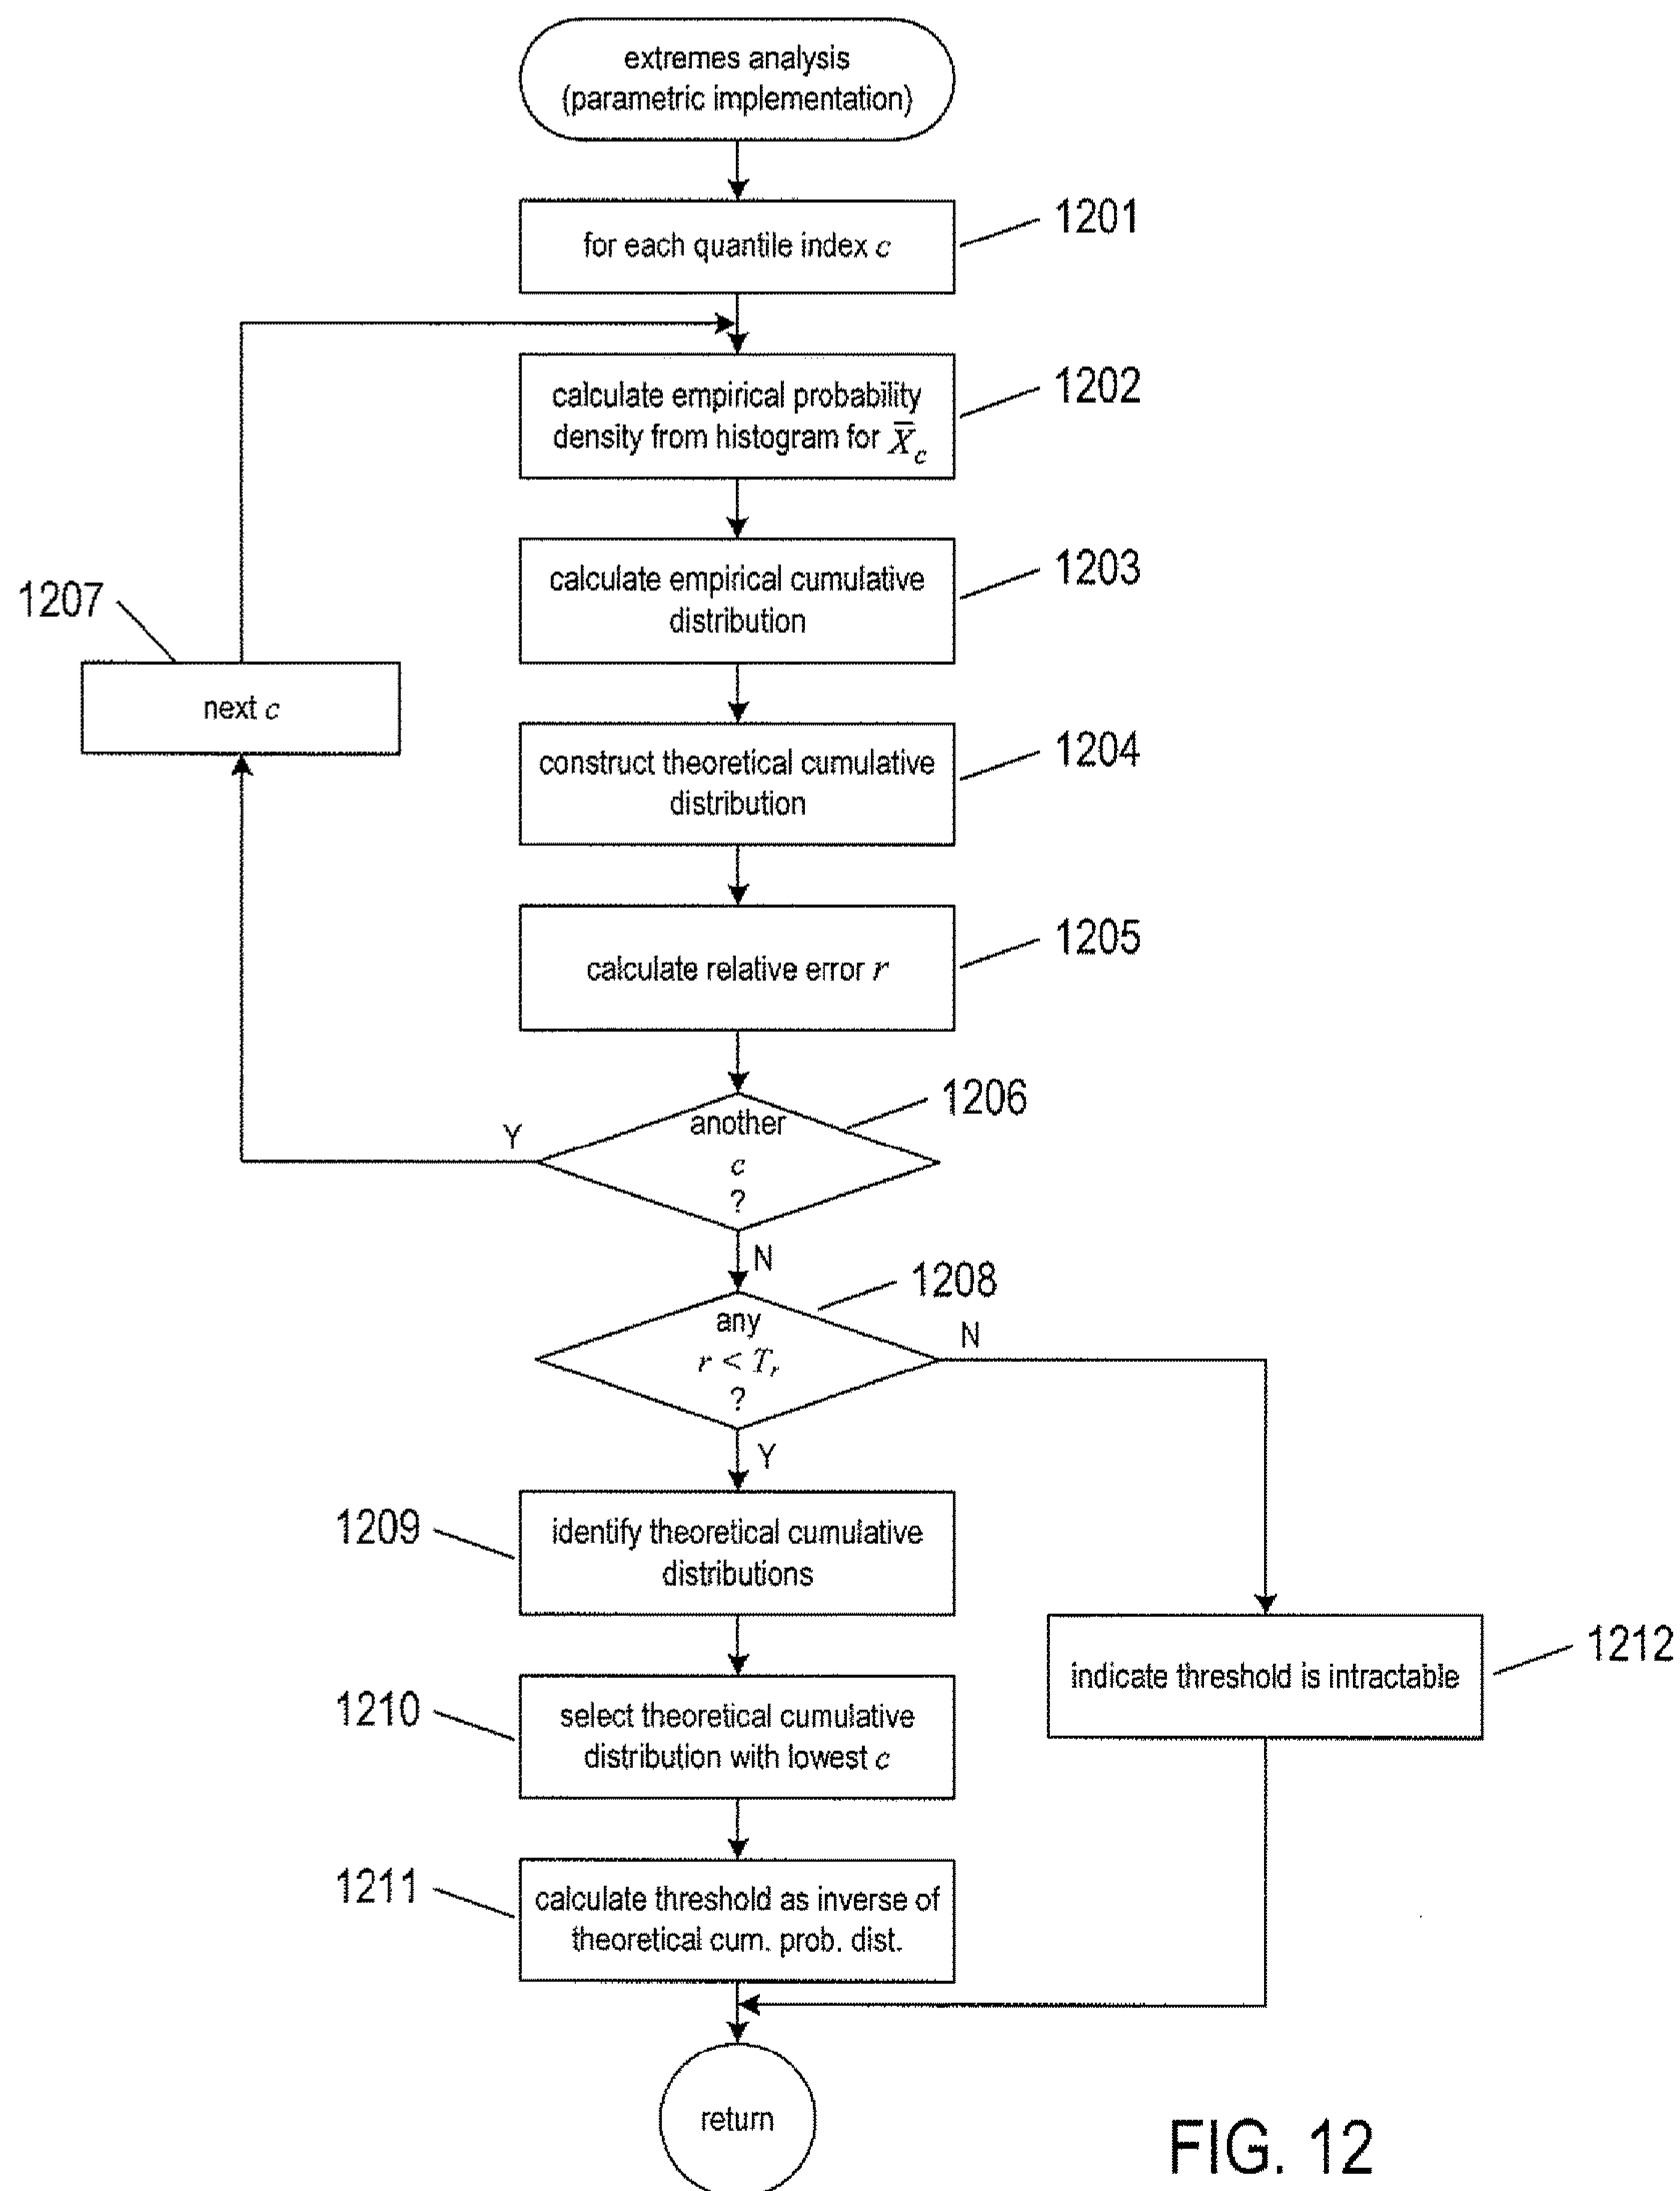 extremes analysis
(parametric implementation)
for each quantile index c
1201
calculate empirical probability
density from histogram for X̅c
1202
calculate empirical cumulative
distribution
1203
1207
next c
construct theoretical cumulative
distribution
1204
calculate relative error r
1205
another
c
?
1206
Y
N
any
r < Tr
?
1208
N
Y
1209
identify theoretical cumulative
distributions
1210
select theoretical cumulative
distribution with lowest c
indicate threshold is intractable
1212
1211
calculate threshold as inverse of
theoretical cum. prob. dist.
return
FIG. 12